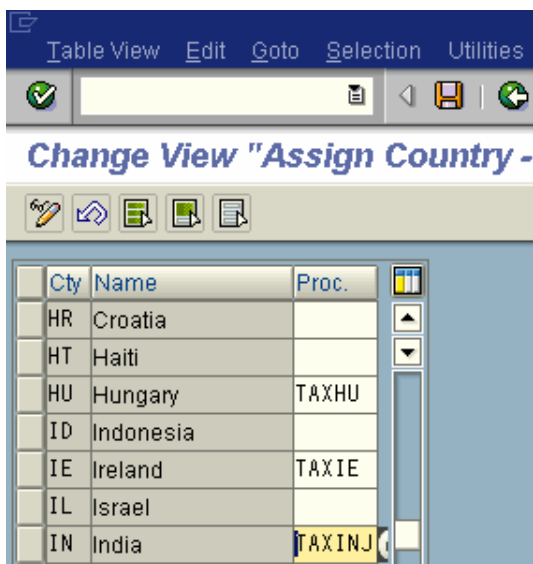 Table View Edit Goto Selection Utilities
Change View "Assign Country -
Cty Name Proc.
HR Croatia
HT Haiti
HU Hungary TAXHU
ID Indonesia
IE Ireland TAXIE
IL Israel
IN India TAXINJ